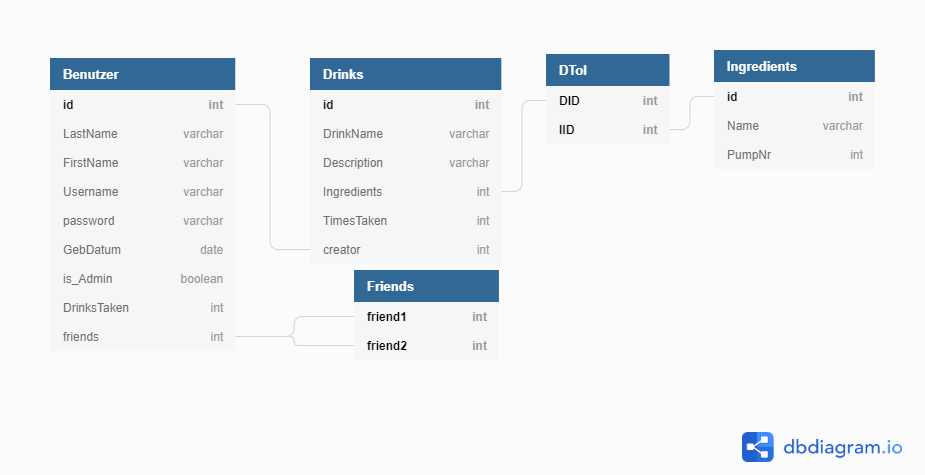 Benutzer
id int
LastName varchar
FirstName varchar
Username varchar
password varchar
GebDatum date
is_Admin boolean
DrinksTaken int
friends int
Drinks
id int
DrinkName varchar
Description varchar
Ingredients int
TimesTaken int
creator int
Friends
friend1 int
friend2 int
DToI
DID int
IID int
Ingredients
id int
Name varchar
PumpNr int
dbdiagram.io